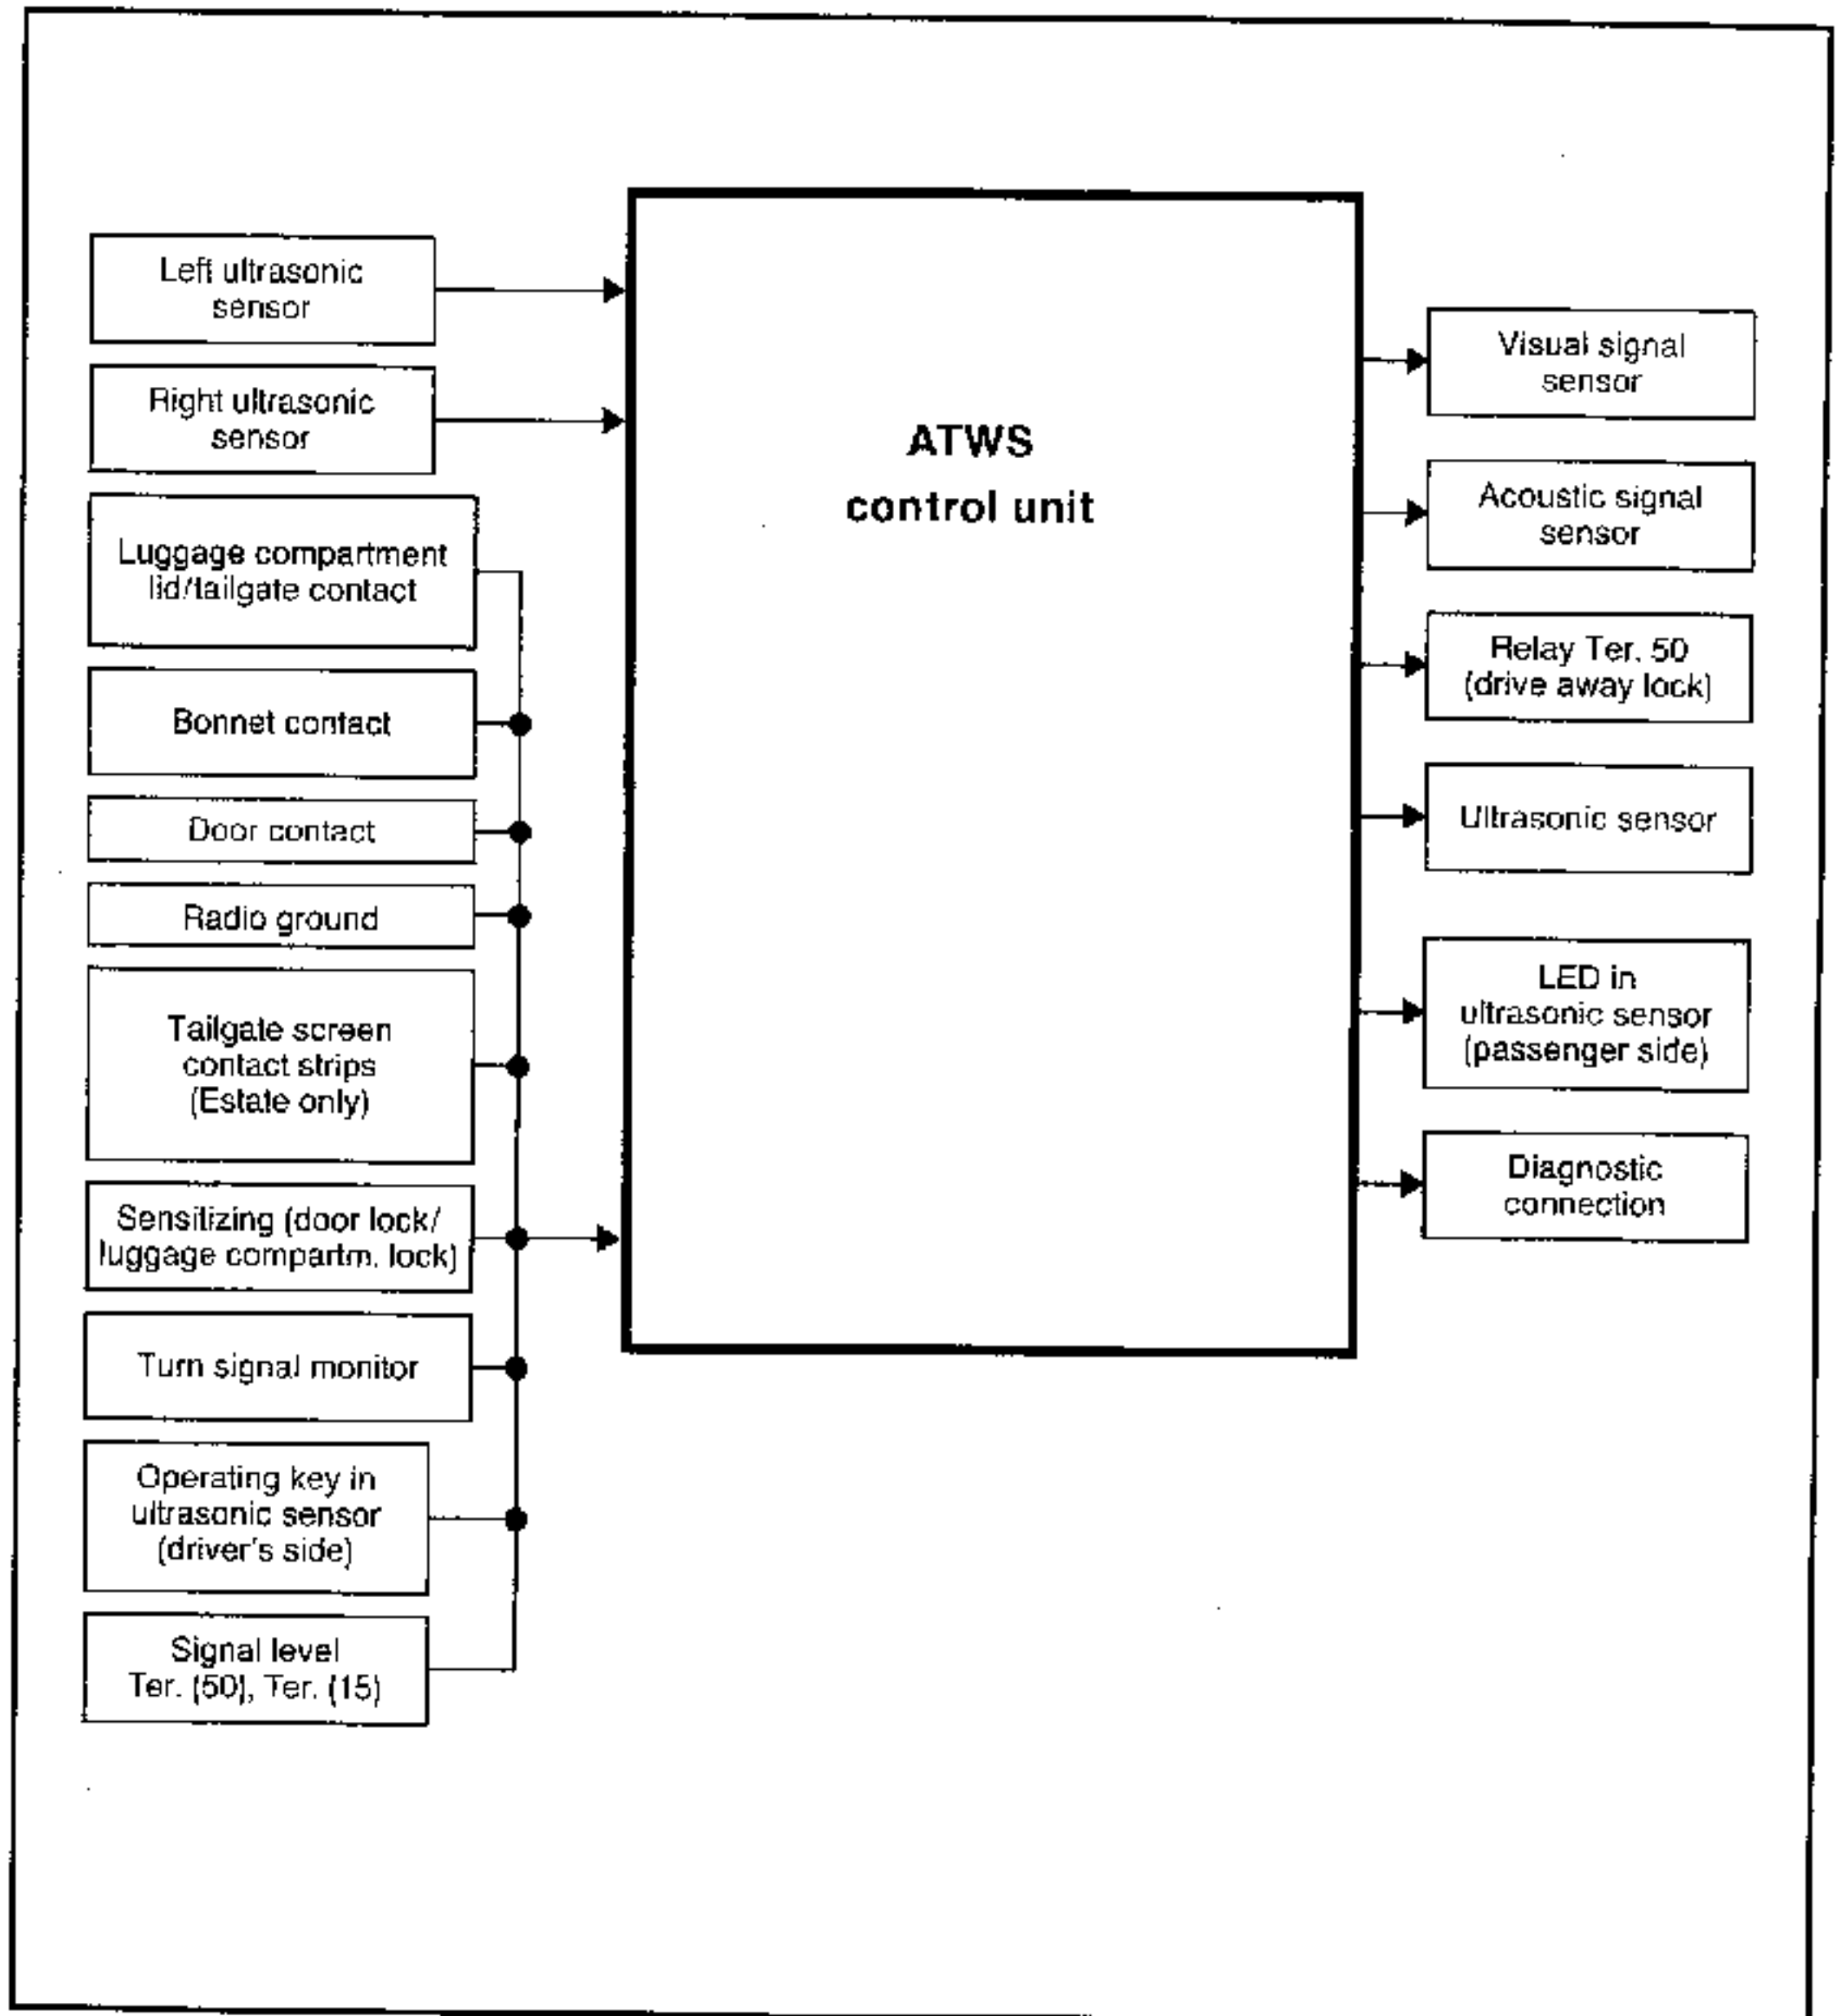 Left ultrasonic
sensor
Right ultrasonic
sensor
Luggage compartment
lid/tailgate contact
Bonnet contact
Door contact
Radio ground
Tailgate screen
contact strips
(Estate only)
Sensitizing (door lock/
luggage compartm. lock)
Turn signal monitor
Operating key in
ultrasonic sensor
(driver's side)
Signal level
Ter. (50), Ter. (15)
ATWS
control unit
Visual signal
sensor
Acoustic signal
sensor
Relay Ter. 50
(drive away lock)
Ultrasonic sensor
LED in
ultrasonic sensor
(passenger side)
Diagnostic
connection